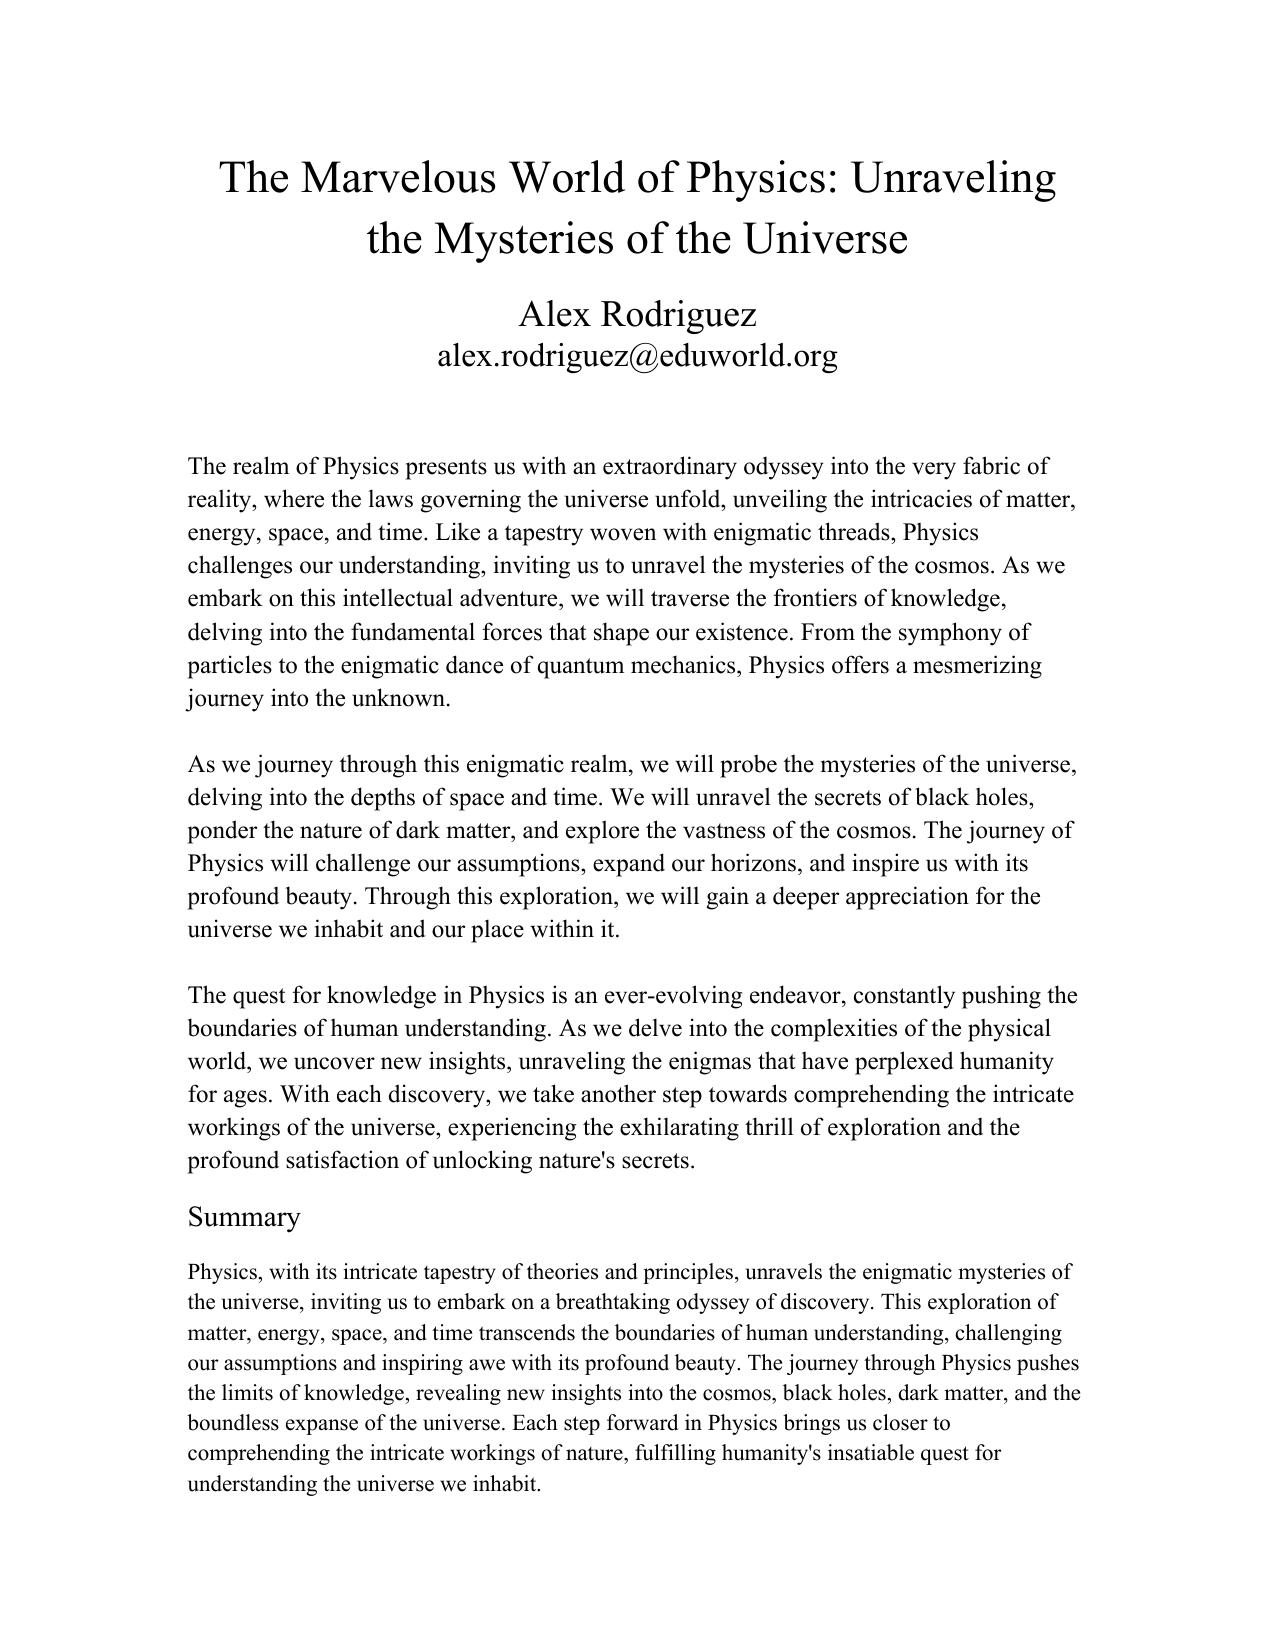 The Marvelous World of Physics: Unraveling
the Mysteries of the Universe
Alex Rodriguez
alex.rodriguez@eduworld.org
The realm of Physics presents us with an extraordinary odyssey into the very fabric of
reality, where the laws governing the universe unfold, unveiling the intricacies of matter,
energy, space, and time. Like a tapestry woven with enigmatic threads, Physics
challenges our understanding, inviting us to unravel the mysteries of the cosmos. As we
embark on this intellectual adventure, we will traverse the frontiers of knowledge,
delving into the fundamental forces that shape our existence. From the symphony of
particles to the enigmatic dance of quantum mechanics, Physics offers a mesmerizing
journey into the unknown.
As we journey through this enigmatic realm, we will probe the mysteries of the universe,
delving into the depths of space and time. We will unravel the secrets of black holes,
ponder the nature of dark matter, and explore the vastness of the cosmos. The journey of
Physics will challenge our assumptions, expand our horizons, and inspire us with its
profound beauty. Through this exploration, we will gain a deeper appreciation for the
universe we inhabit and our place within it.
The quest for knowledge in Physics is an ever-evolving endeavor, constantly pushing the
boundaries of human understanding. As we delve into the complexities of the physical
world, we uncover new insights, unraveling the enigmas that have perplexed humanity
for ages. With each discovery, we take another step towards comprehending the intricate
workings of the universe, experiencing the exhilarating thrill of exploration and the
profound satisfaction of unlocking nature's secrets.
Summary
Physics, with its intricate tapestry of theories and principles, unravels the enigmatic mysteries of
the universe, inviting us to embark on a breathtaking odyssey of discovery. This exploration of
matter, energy, space, and time transcends the boundaries of human understanding, challenging
our assumptions and inspiring awe with its profound beauty. The journey through Physics pushes
the limits of knowledge, revealing new insights into the cosmos, black holes, dark matter, and the
boundless expanse of the universe. Each step forward in Physics brings us closer to
comprehending the intricate workings of nature, fulfilling humanity's insatiable quest for
understanding the universe we inhabit.